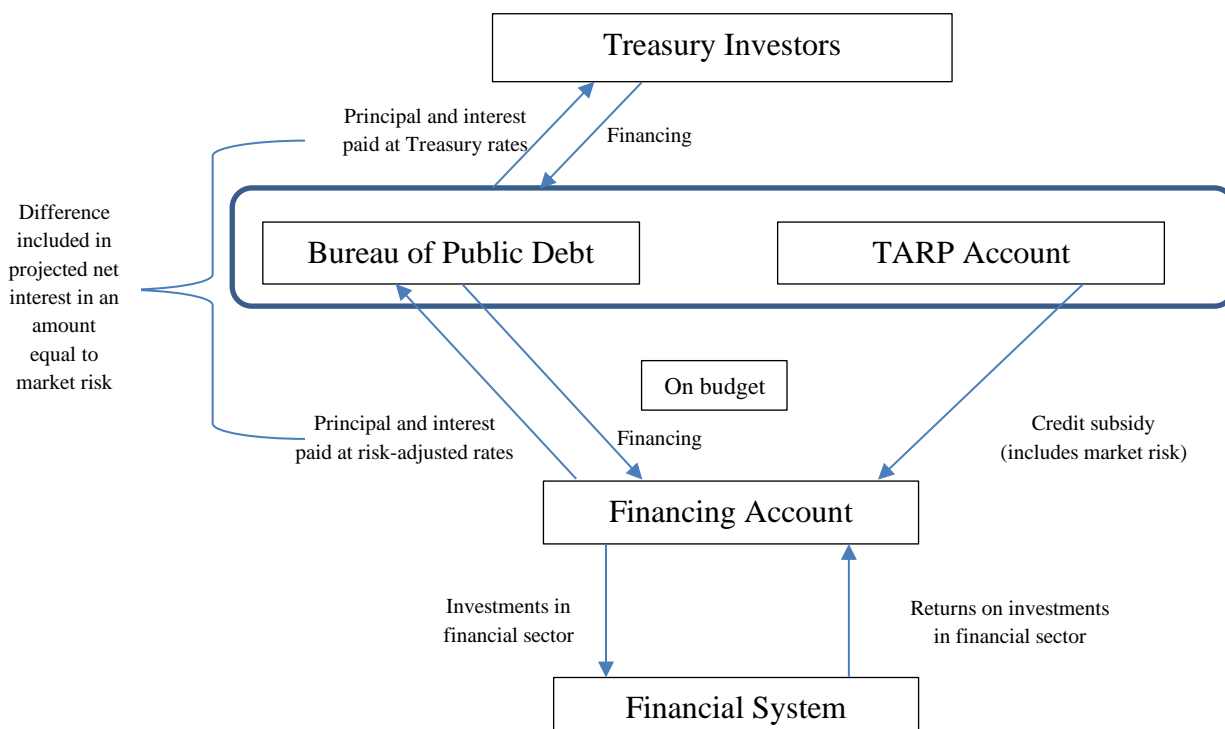 Treasury Investors
Principal and interest
paid at Treasury rates
Financing
Difference
included in
projected net
interest in an
amount
equal to
market risk
Bureau of Public Debt
TARP Account
On budget
Principal and interest
paid at risk-adjusted rates
Financing
Credit subsidy
(includes market risk)
Financing Account
Investments in
financial sector
Returns on investments
in financial sector
Financial System